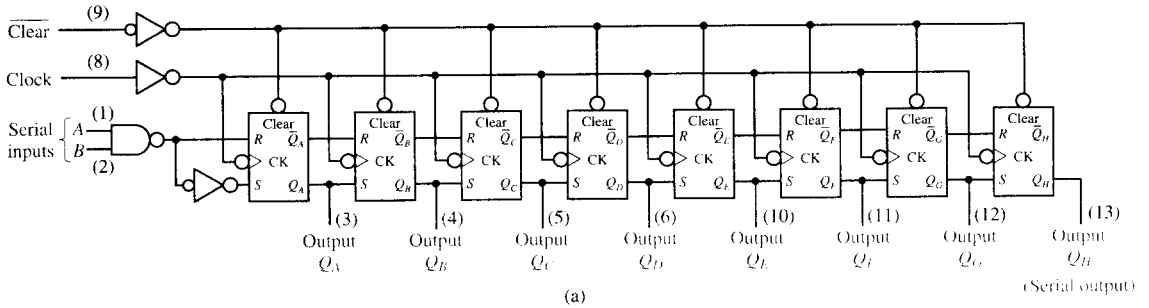 (9)
C̅l̅e̅a̅r̅
(8)
Clock
(1)
Serial inputs { A B
(2)
Clear Clear Clear Clear Clear Clear Clear Clear
R Q̅A R Q̅B R Q̅C R Q̅D R Q̅E R Q̅F R Q̅G R Q̅H
CK CK CK CK CK CK CK CK
S QA S QB S QC S QD S QE S QF S QG S QH
(3) (4) (5) (6) (10) (11) (12) (13)
Output Output Output Output Output Output Output Output
QA QB QC QD QE QF QG QH
(Serial output)
(a)